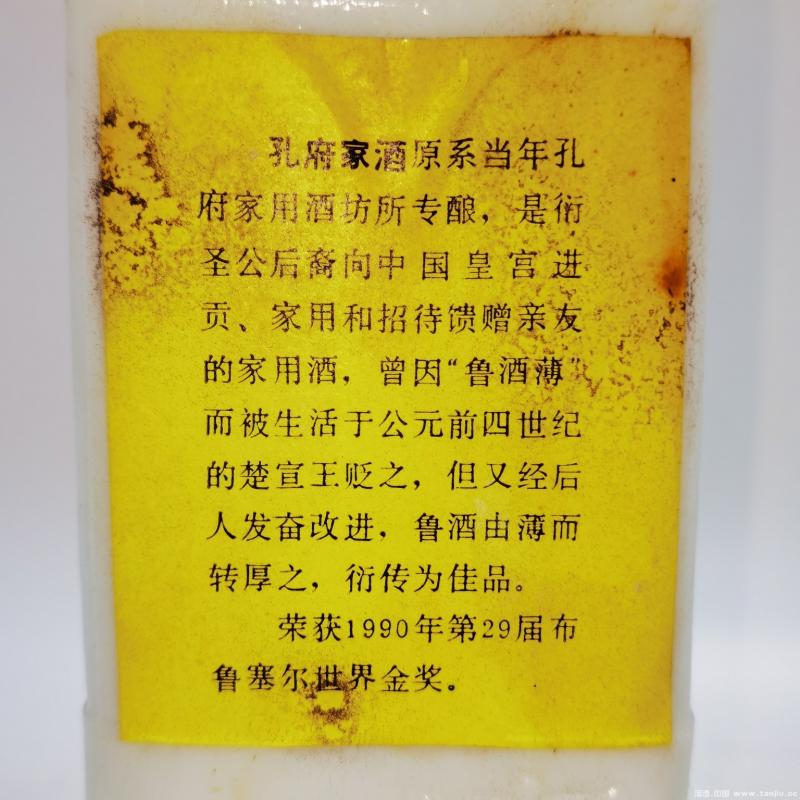 孔府家酒原系当年孔
府家用酒坊所专酿，是衍
圣公后裔向中国皇宫进
贡、家用和招待馈赠亲友
的家用酒，曾因“鲁酒薄”
而被生活于公元前四世纪
的楚宣王贬之，但又经后
人发奋改进，鲁酒由薄而
转厚之，衍传为佳品。
荣获1990年第29届布
鲁塞尔世界金奖。
www.tanjiu.cc